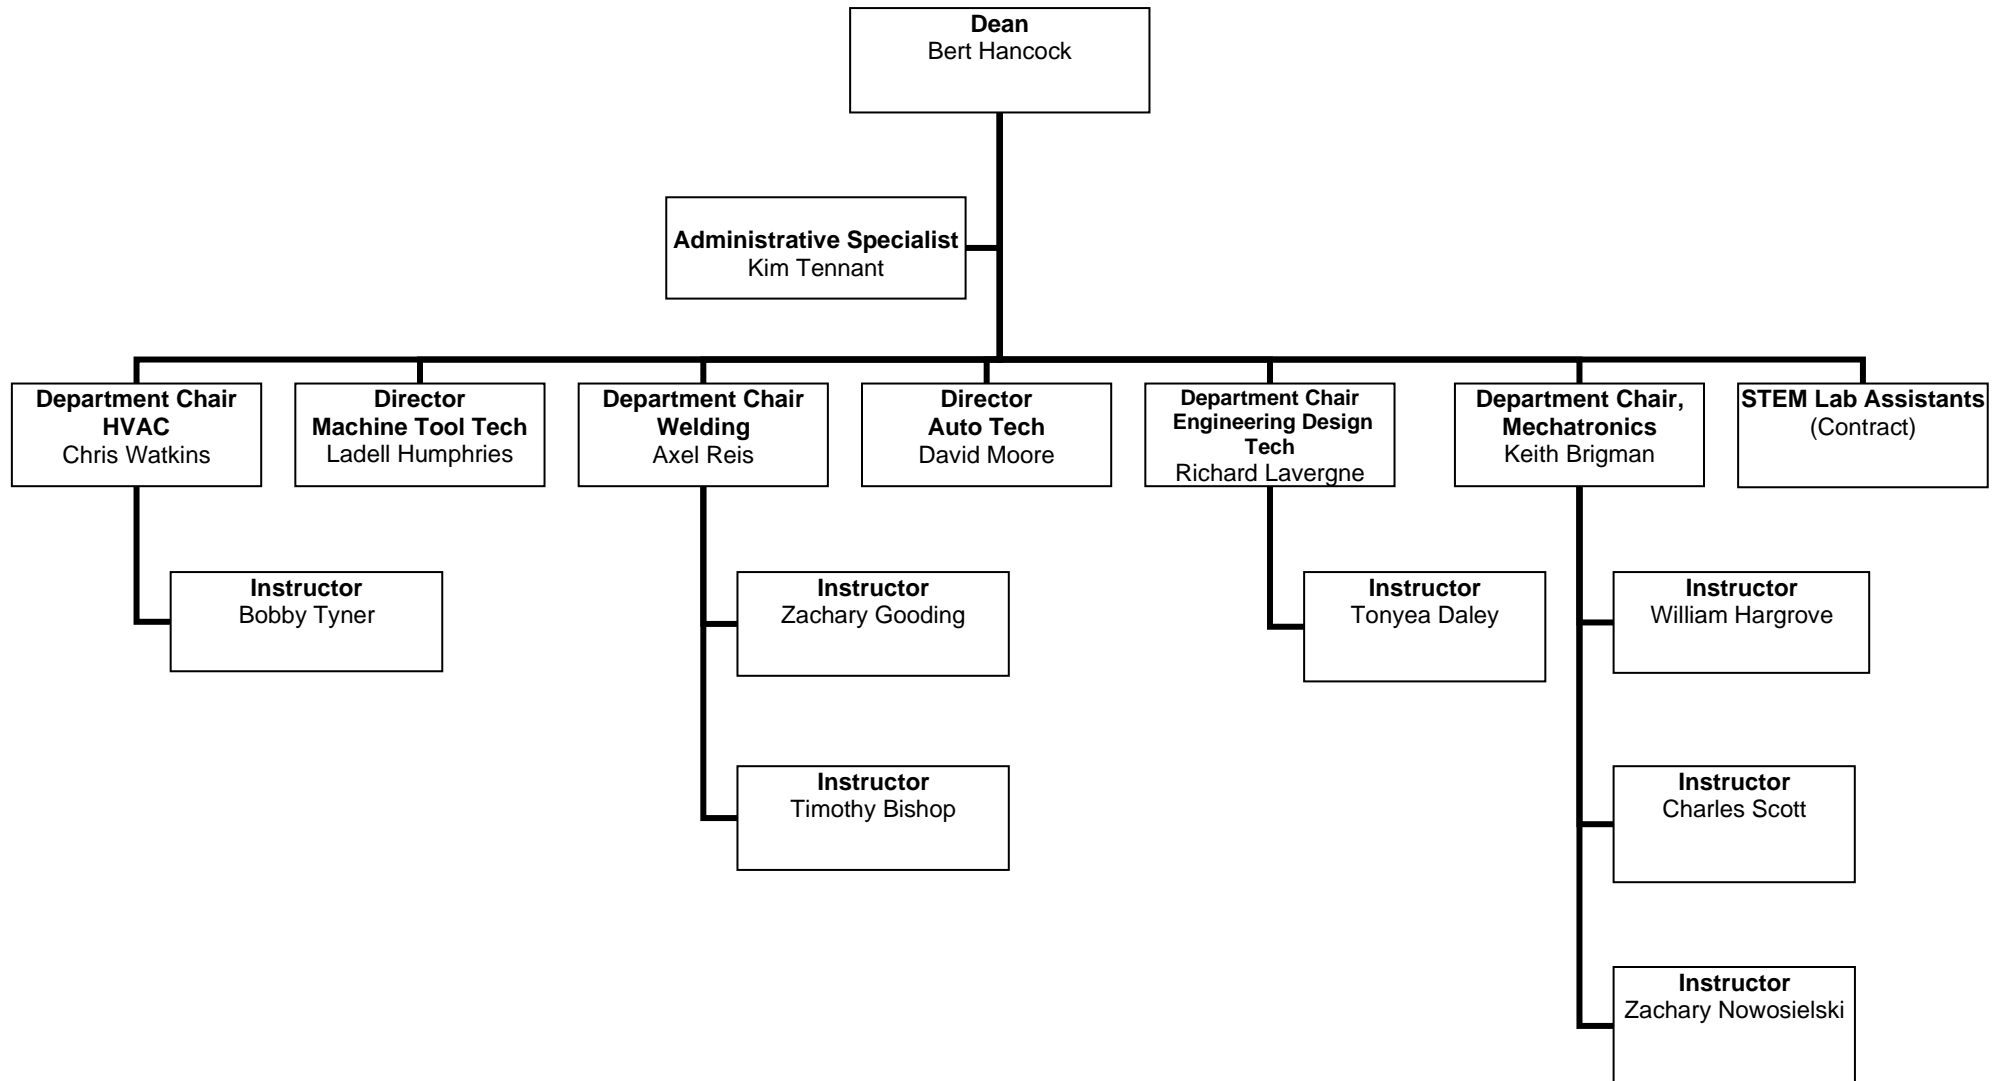 Dean
Bert Hancock
Administrative Specialist
Kim Tennant
Department Chair
HVAC
Chris Watkins
Director
Machine Tool Tech
Ladell Humphries
Department Chair
Welding
Axel Reis
Director
Auto Tech
David Moore
Department Chair
Engineering Design
Tech
Richard Lavergne
Department Chair,
Mechatronics
Keith Brigman
STEM Lab Assistants
(Contract)
Instructor
Bobby Tyner
Instructor
Zachary Gooding
Instructor
Tonyea Daley
Instructor
William Hargrove
Instructor
Timothy Bishop
Instructor
Charles Scott
Instructor
Zachary Nowosielski